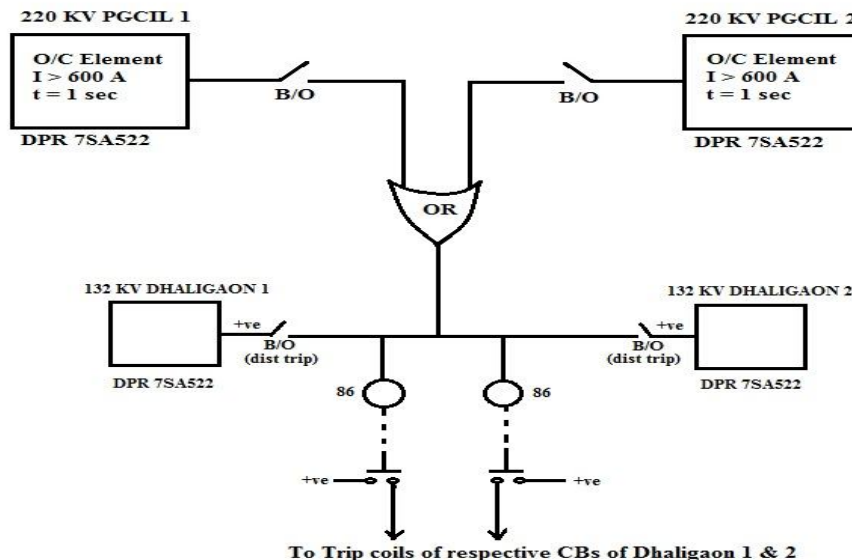 220 KV PGCIL 1
220 KV PGCIL 2
O/C Element
I > 600 A
t = 1 sec
O/C Element
I > 600 A
t = 1 sec
B/O
B/O
DPR 7SA522
DPR 7SA522
OR
132 KV DHALIGAON 1
132 KV DHALIGAON 2
+ve
+ve
B/O
(dist trip)
B/O
(dist trip)
DPR 7SA522
DPR 7SA522
86
86
+ve
+ve
To Trip coils of respective CBs of Dhaligaon 1 & 2